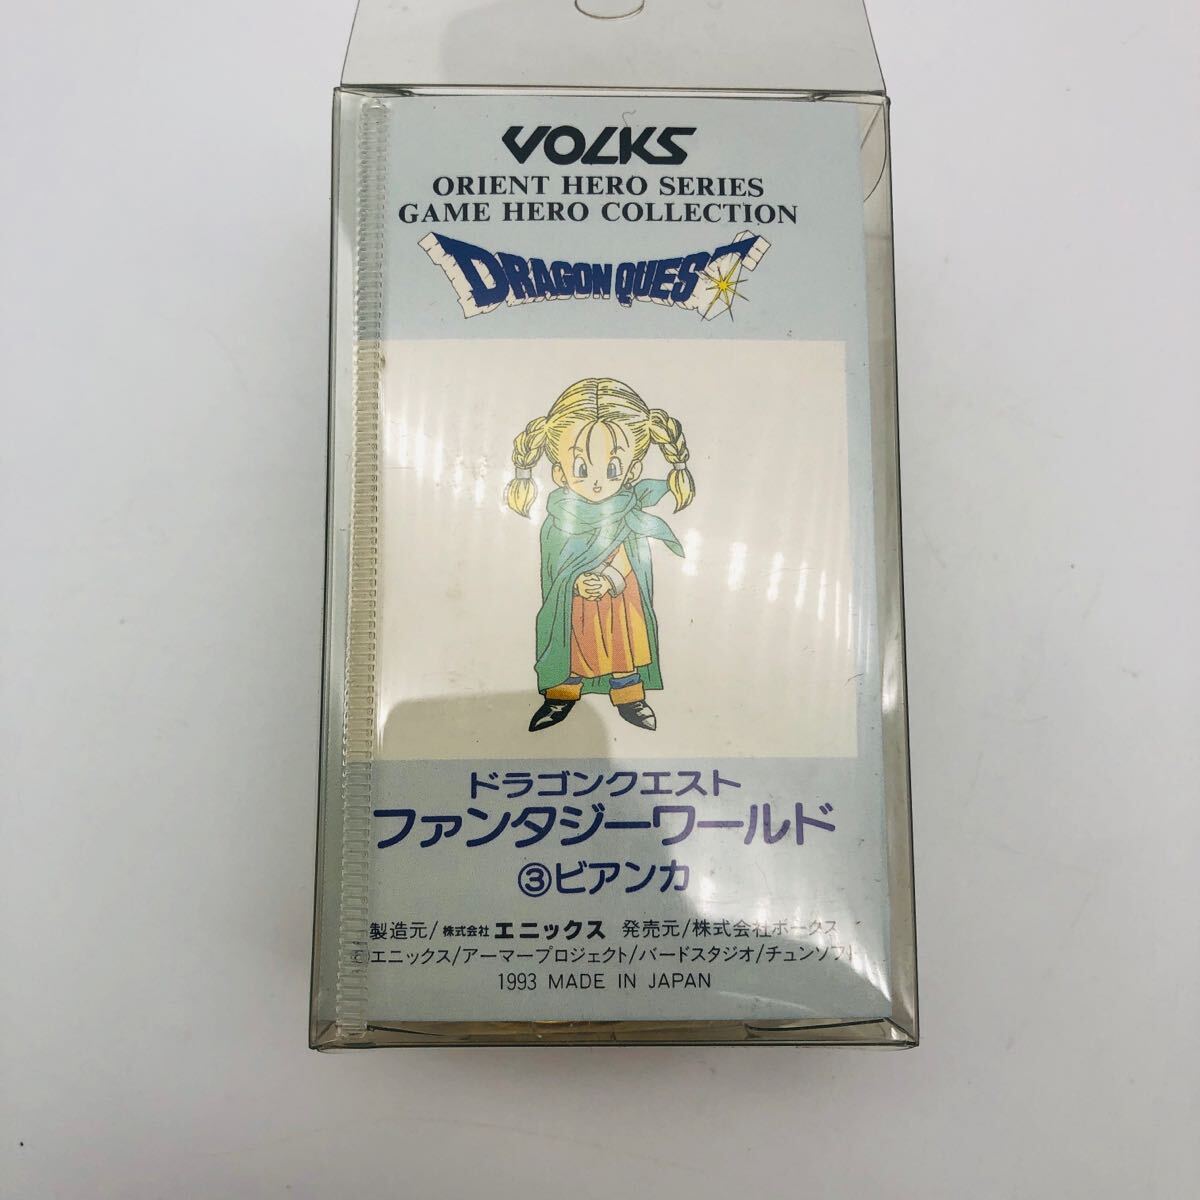 VOLKS
ORIENT HERO SERIES
GAME HERO COLLECTION
DRAGON QUEST
ドラゴンクエスト
ファンタジーワールド
③ビアンカ
製造元/株式会社エニックス 発売元/株式会社ボークス
©エニックス/アーマープロジェクト/バードスタジオ/チュンソフト
1993 MADE IN JAPAN